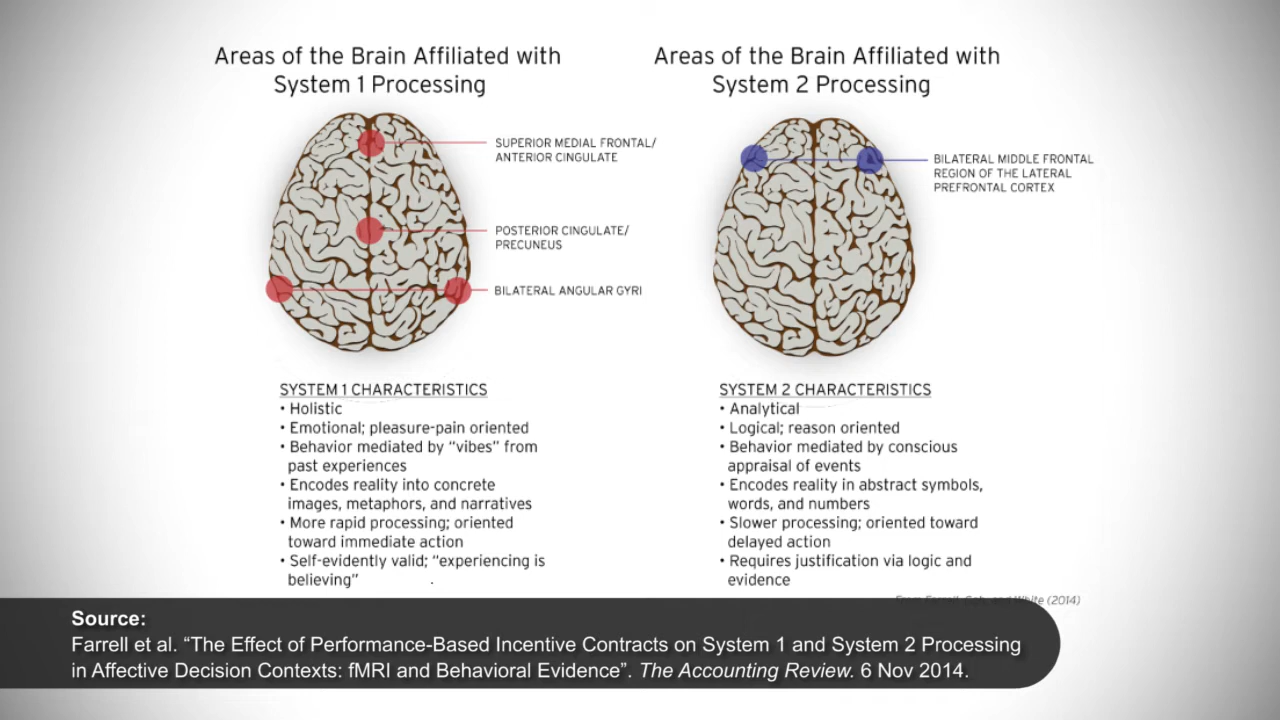 Areas of the Brain Affiliated with
System 1 Processing
SUPERIOR MEDIAL FRONTAL/
ANTERIOR CINGULATE
POSTERIOR CINGULATE/
PRECUNEUS
BILATERAL ANGULAR GYRI
SYSTEM 1 CHARACTERISTICS
• Holistic
• Emotional; pleasure-pain oriented
• Behavior mediated by “vibes” from
past experiences
• Encodes reality into concrete
images, metaphors, and narratives
• More rapid processing; oriented
toward immediate action
• Self-evidently valid; “experiencing is
believing”
Areas of the Brain Affiliated with
System 2 Processing
BILATERAL MIDDLE FRONTAL
REGION OF THE LATERAL
PREFRONTAL CORTEX
SYSTEM 2 CHARACTERISTICS
• Analytical
• Logical; reason oriented
• Behavior mediated by conscious
appraisal of events
• Encodes reality in abstract symbols,
words, and numbers
• Slower processing; oriented toward
delayed action
• Requires justification via logic and
evidence
(2014)
Source:
Farrell et al. “The Effect of Performance-Based Incentive Contracts on System 1 and System 2 Processing
in Affective Decision Contexts: fMRI and Behavioral Evidence”. The Accounting Review. 6 Nov 2014.